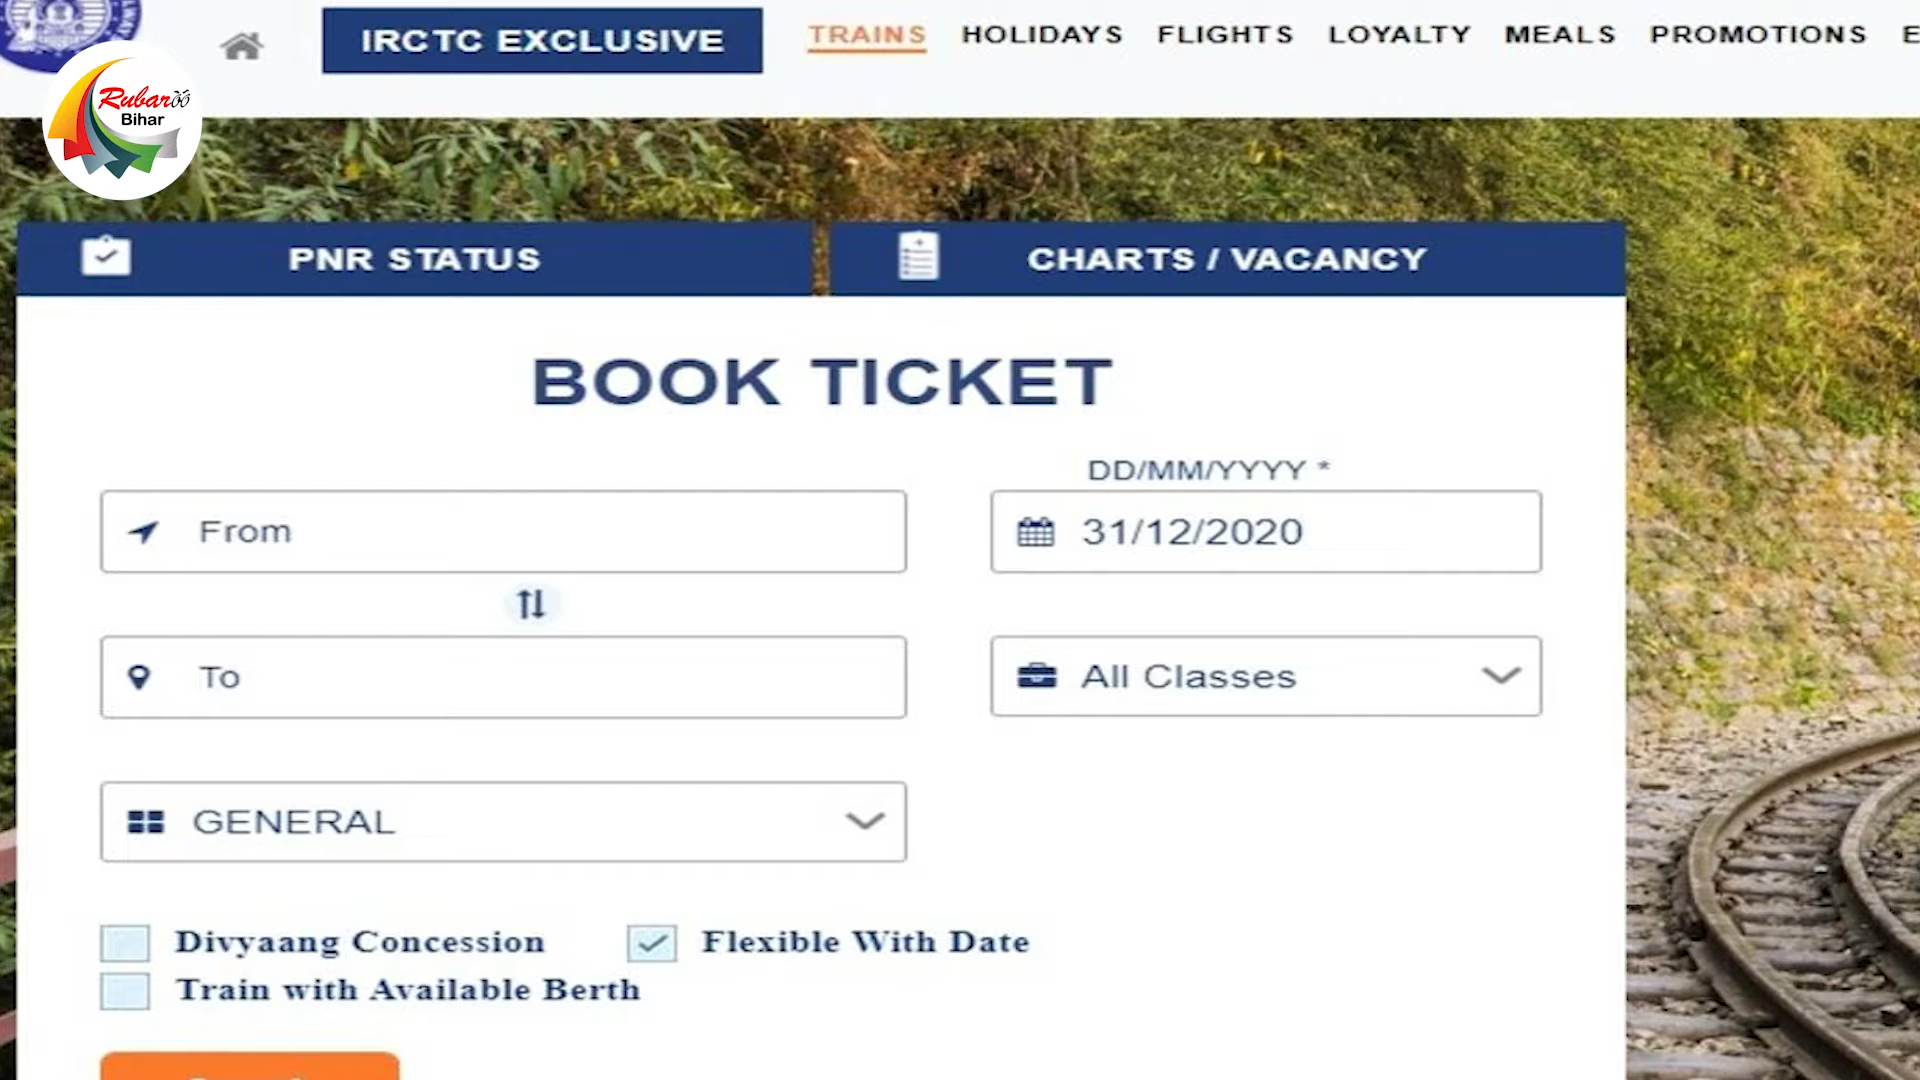 IRCTC EXCLUSIVE
TRAINS
HOLIDAYS
FLIGHTS
LOYALTY
MEALS
PROMOTIONS
Rubaroo
Bihar
PNR STATUS
CHARTS / VACANCY
BOOK TICKET
DD/MM/YYYY *
From
31/12/2020
To
All Classes
GENERAL
Divyaang Concession
Flexible With Date
Train with Available Berth